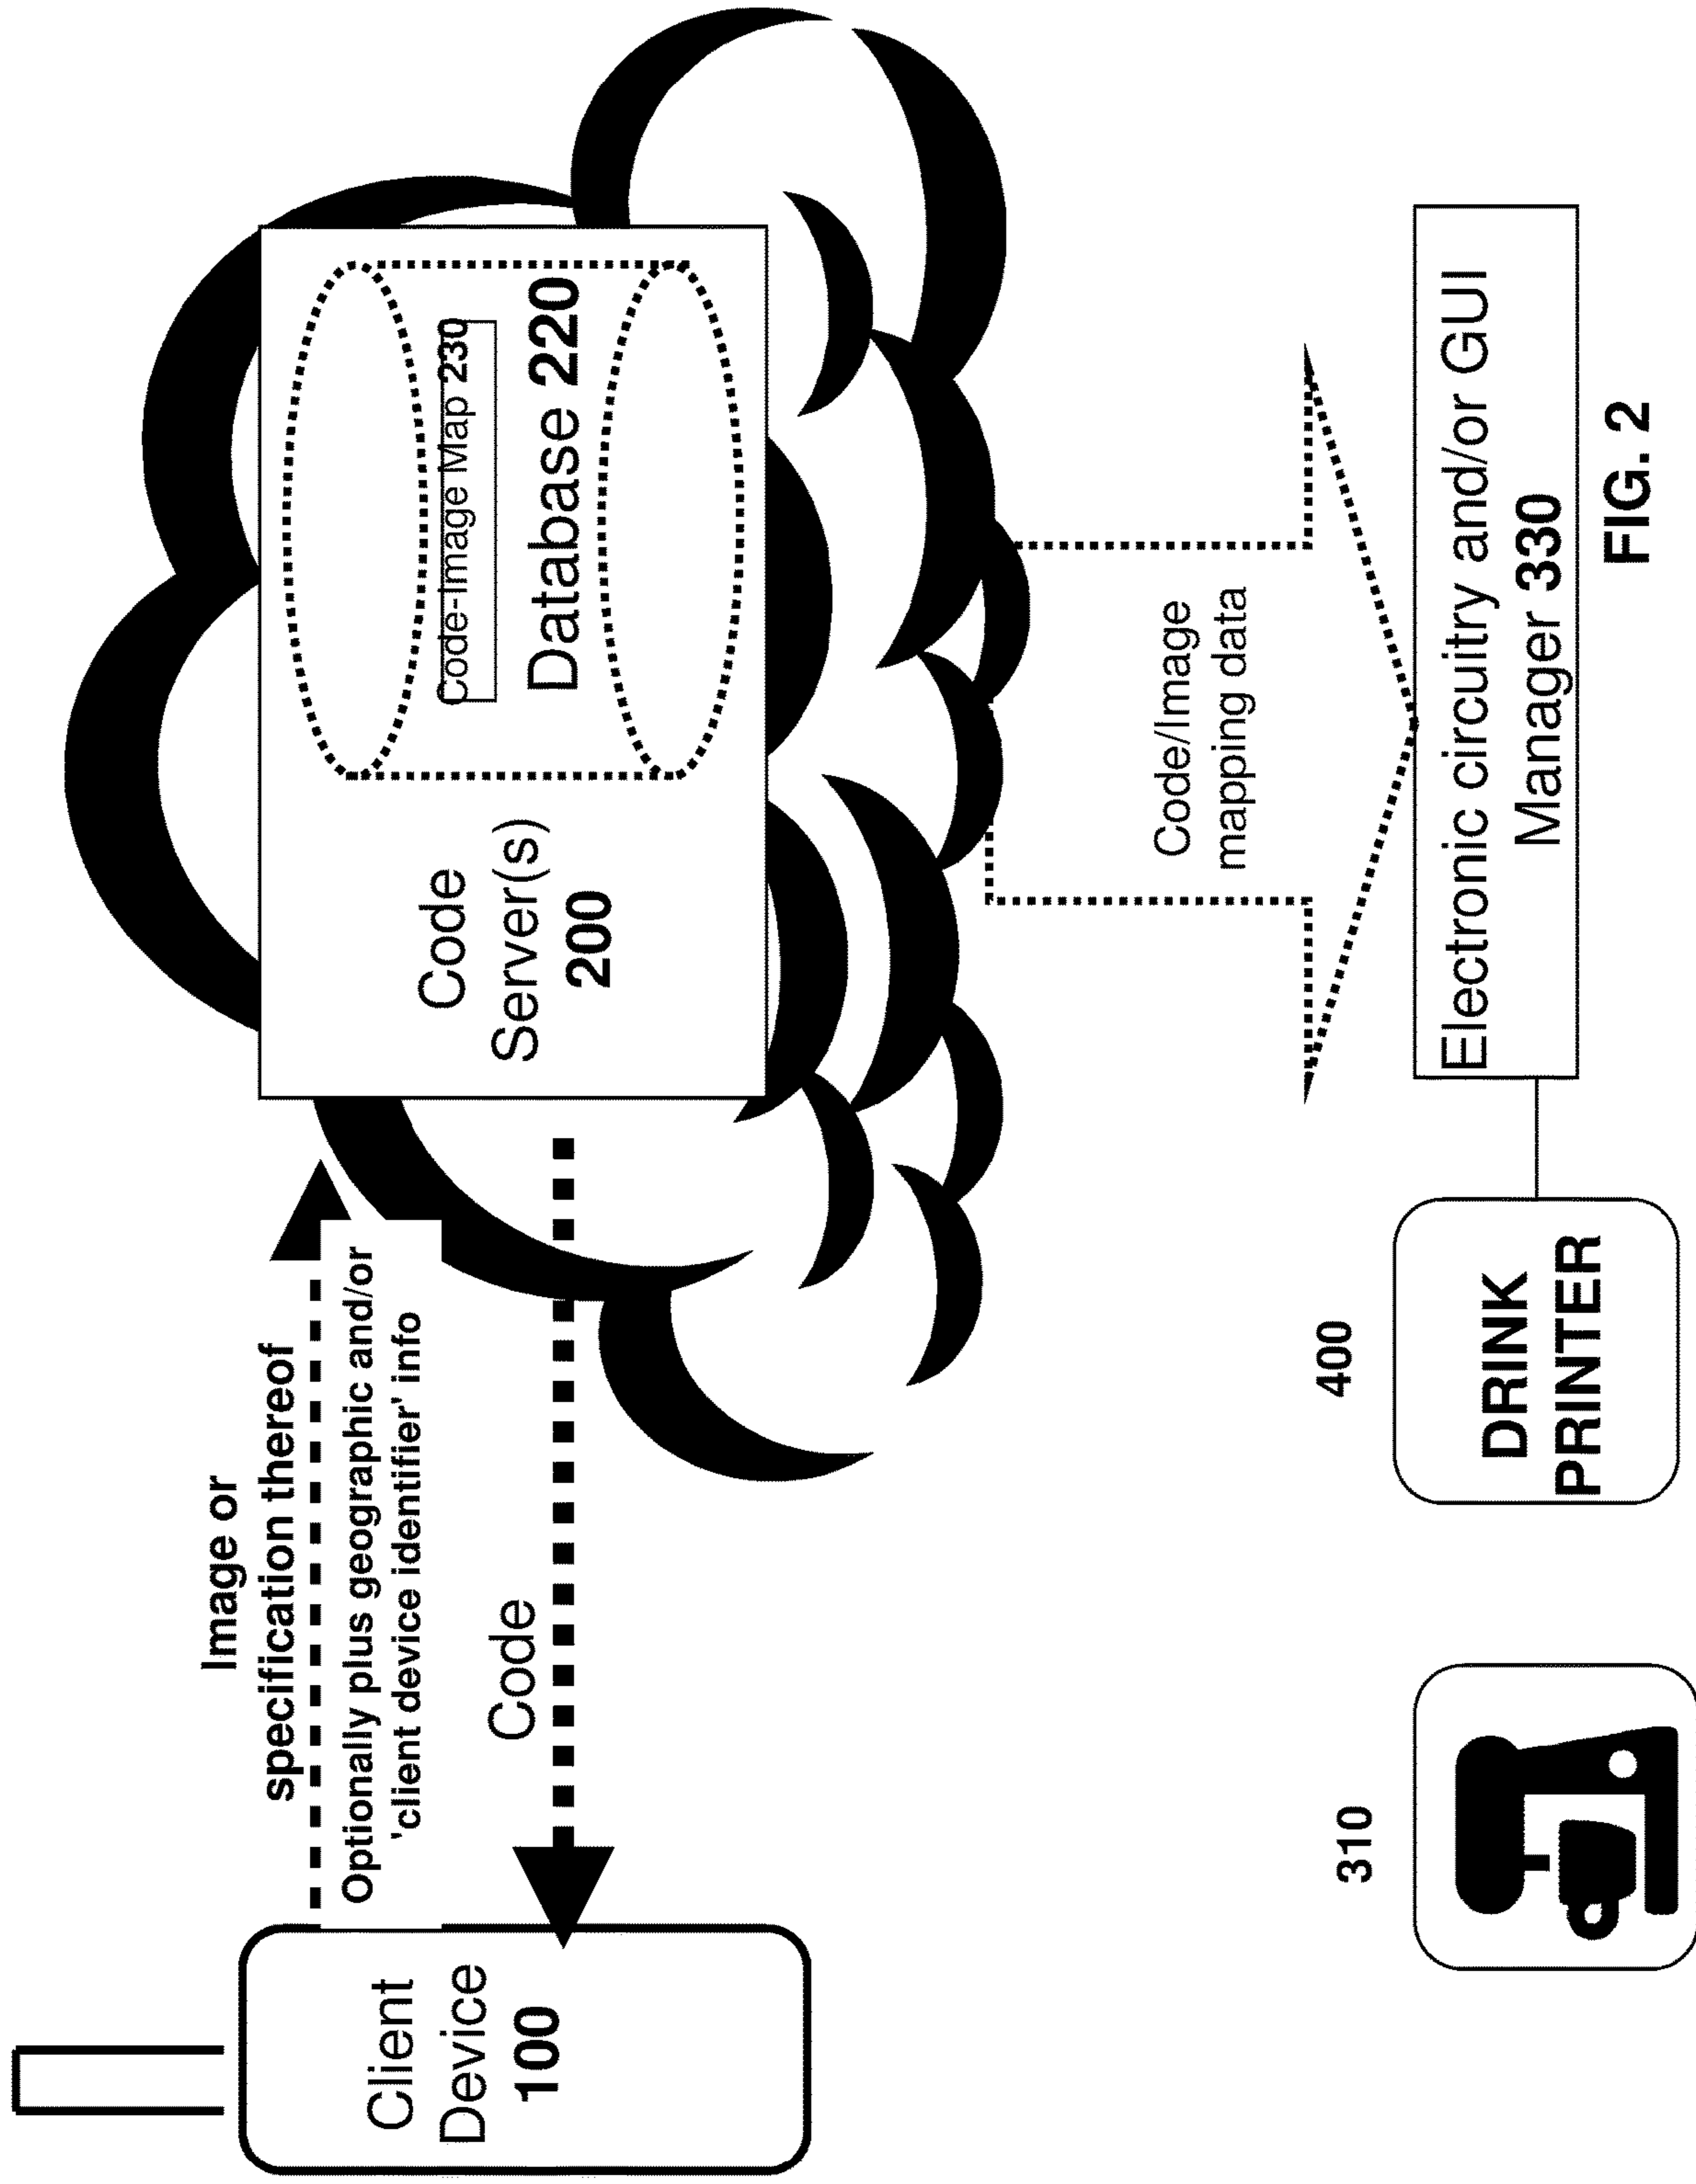 Image or
specification thereof
Optionally plus geographic and/or
'client device identifier' info
Code
Client
Device
100
Code
Server(s)
200
Code-Image Map 230
Database 220
Code/Image
mapping data
310
400
DRINK
PRINTER
Electronic circuitry and/or GUI
Manager 330
FIG. 2